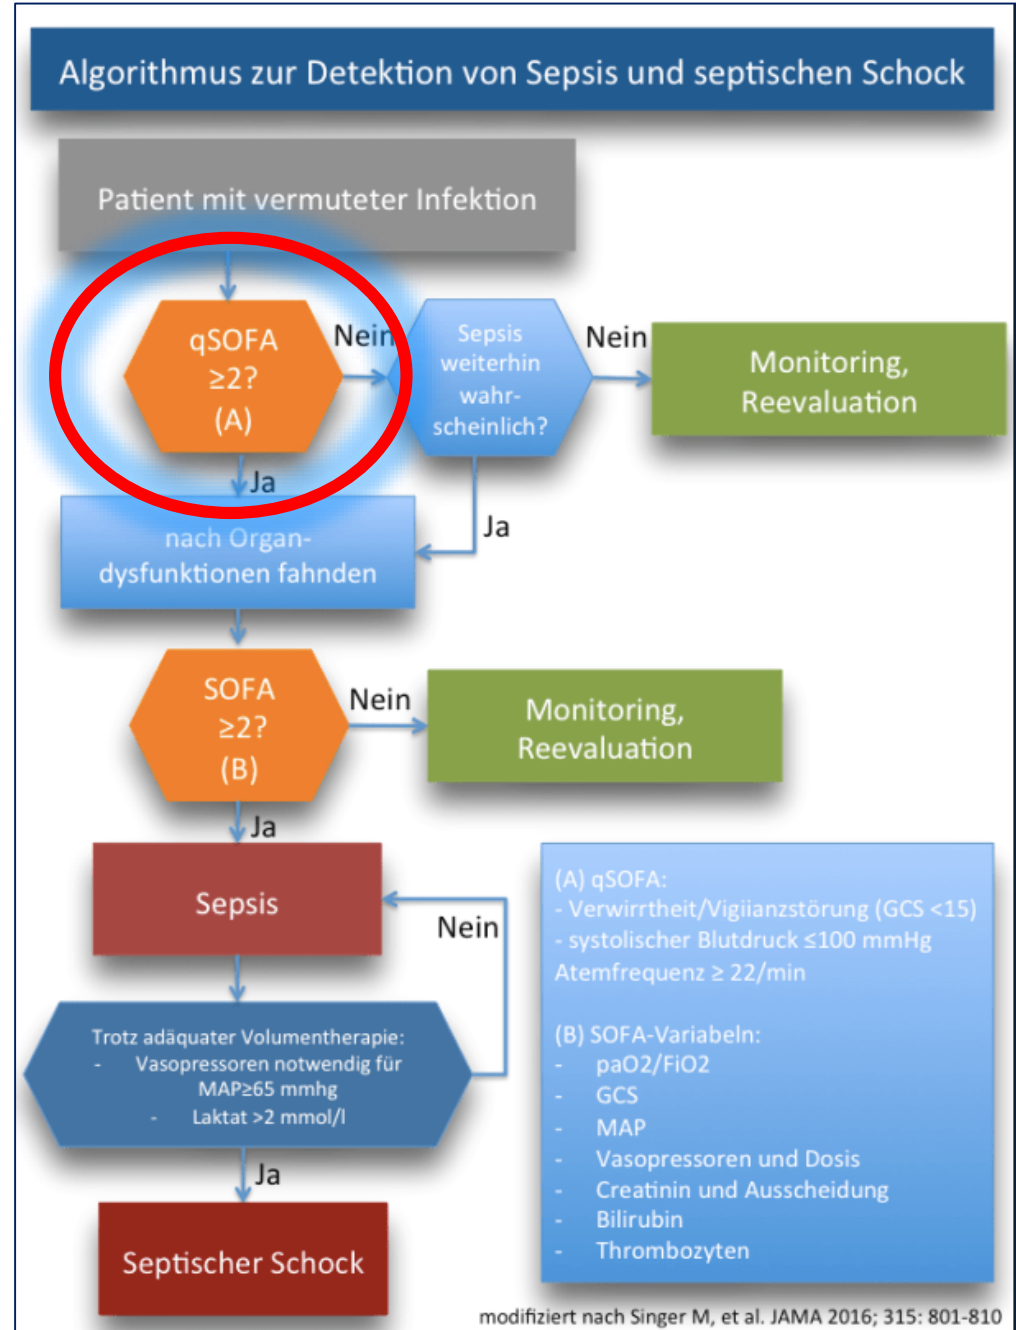 Algorithmus zur Detektion von Sepsis und septischen Schock
Patient mit vermuteter Infektion
qSOFA
≥2?
(A)
Nein
Sepsis
weiterhin
wahr-
scheinlich?
Nein
Monitoring,
Reevaluation
Ja
Ja
nach Organ-
dysfunktionen fahnden
SOFA
≥2?
(B)
Nein
Monitoring,
Reevaluation
Ja
Sepsis
Nein
Trotz adäquater Volumentherapie:
- Vasopressoren notwendig für
MAP≥65 mmhg
- Laktat >2 mmol/l
Ja
Septischer Schock
(A) qSOFA:
- Verwirrtheit/Vigiianzstörung (GCS <15)
- systolischer Blutdruck ≤100 mmHg
Atemfrequenz ≥ 22/min
(B) SOFA-Variabeln:
- paO2/FiO2
- GCS
- MAP
- Vasopressoren und Dosis
- Creatinin und Ausscheidung
- Bilirubin
- Thrombozyten
modifiziert nach Singer M, et al. JAMA 2016; 315: 801-810